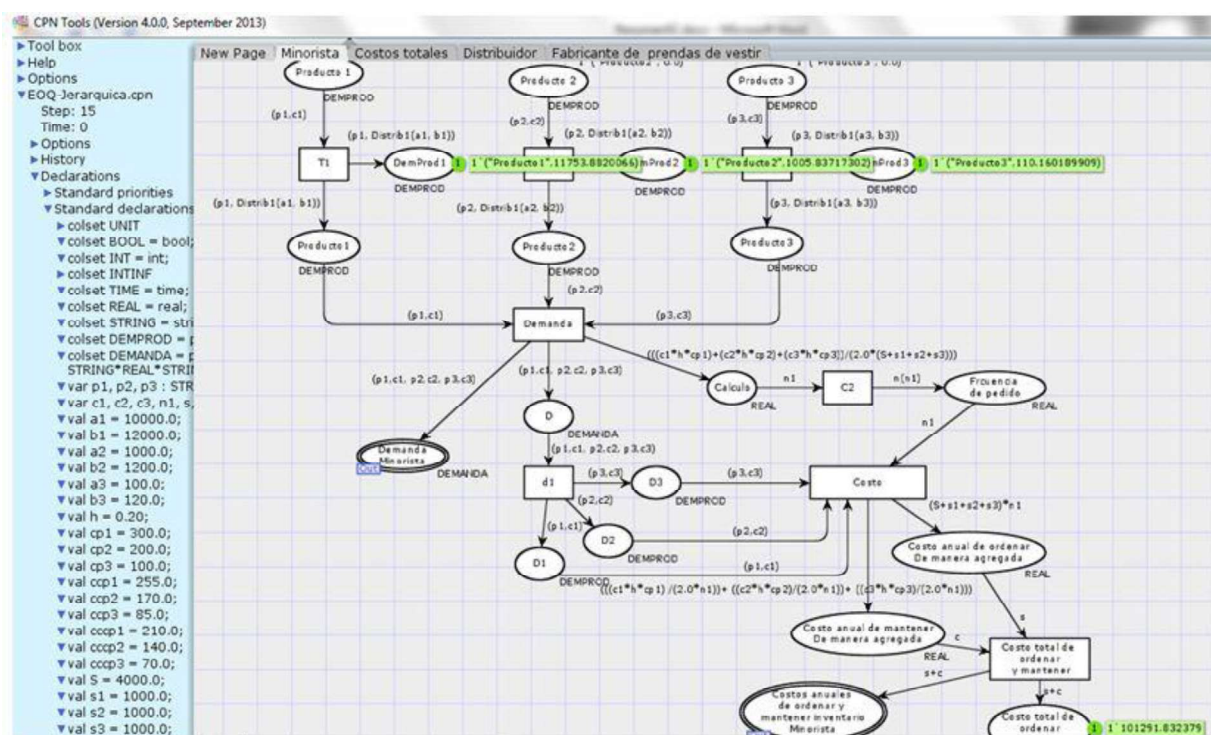 CPN Tools (Version 4.0.0, September 2013)
Tool box
Help
Options
EOQ-Jerarquica.cpn
Step: 15
Time: 0
Options
History
Declarations
Standard priorities
Standard declarations
colset UNIT
colset BOOL = bool;
colset INT = int;
colset INTINF
colset TIME = time;
colset REAL = real;
colset STRING = stri
colset DEMPROD = p
colset DEMANDA = p
STRING*REAL*STRI
var p1, p2, p3 : STR
var c1, c2, c3, n1, s,
val a1 = 10000.0;
val b1 = 12000.0;
val a2 = 1000.0;
val b2 = 1200.0;
val a3 = 100.0;
val b3 = 120.0;
val h = 0.20;
val cp1 = 300.0;
val cp2 = 200.0;
val cp3 = 100.0;
val ccp1 = 255.0;
val ccp2 = 170.0;
val ccp3 = 85.0;
val cccp1 = 210.0;
val cccp2 = 140.0;
val cccp3 = 70.0;
val S = 4000.0;
val s1 = 1000.0;
val s2 = 1000.0;
val s3 = 1000.0;
New Page Minorista Costos totales Distribuidor Fabricante de prendas de vestir
Producto 1
DEMPROD
Producto 2
DEMPROD
Producto 3
DEMPROD
(p1,c1)
(p2,c2)
(p3,c3)
(p1, Distrib1(a1, b1))
(p2, Distrib1(a2, b2))
(p3, Distrib1(a3, b3))
T1
DemProd1
1
1`("Producto1",11753.8820066)
mProd2
1
1`("Producto2",1005.83717302)
nProd3
1
1`("Producto3",110.160189909)
DEMPROD
DEMPROD
DEMPROD
(p1, Distrib1(a1, b1))
(p2, Distrib1(a2, b2))
(p3, Distrib1(a3, b3))
Producto1
DEMPROD
Producto2
DEMPROD
Producto3
DEMPROD
(p2,c2)
(p1,c1)
(p3,c3)
Demanda
(((c1*h*cp1)+(c2*h*cp2)+(c3*h*cp3))/(2.0*(S+s1+s2+s3)))
(p1,c1, p2,c2, p3,c3)
(p1,c1, p2,c2, p3,c3)
Calculo
REAL
n1
C2
n(n1)
Frcuencia
de pedido
REAL
n1
D
DEMANDA
Demanda
Minorista
Out
DEMANDA
(p1,c1, p2,c2, p3,c3)
d1
(p3,c3)
D3
DEMPROD
(p3,c3)
Costo
(p2,c2)
(p1,c1)
D2
DEMPROD
(p2,c2)
(S+s1+s2+s3)*n1
D1
DEMPROD
(p1,c1)
Costo anual de ordenar
De manera agregada
REAL
(((c1*h*cp1)/(2.0*n1))+ ((c2*h*cp2)/(2.0*n1))+ ((c3*h*cp3)/(2.0*n1)))
Costo anual de mantener
De manera agregada
REAL
c
s
Costo total de
ordenar
y mantener
s+c
s+c
Costos anuales
de ordenar y
mantener inventario
Minorista
Costo total de
ordenar
1
1`101291.832379